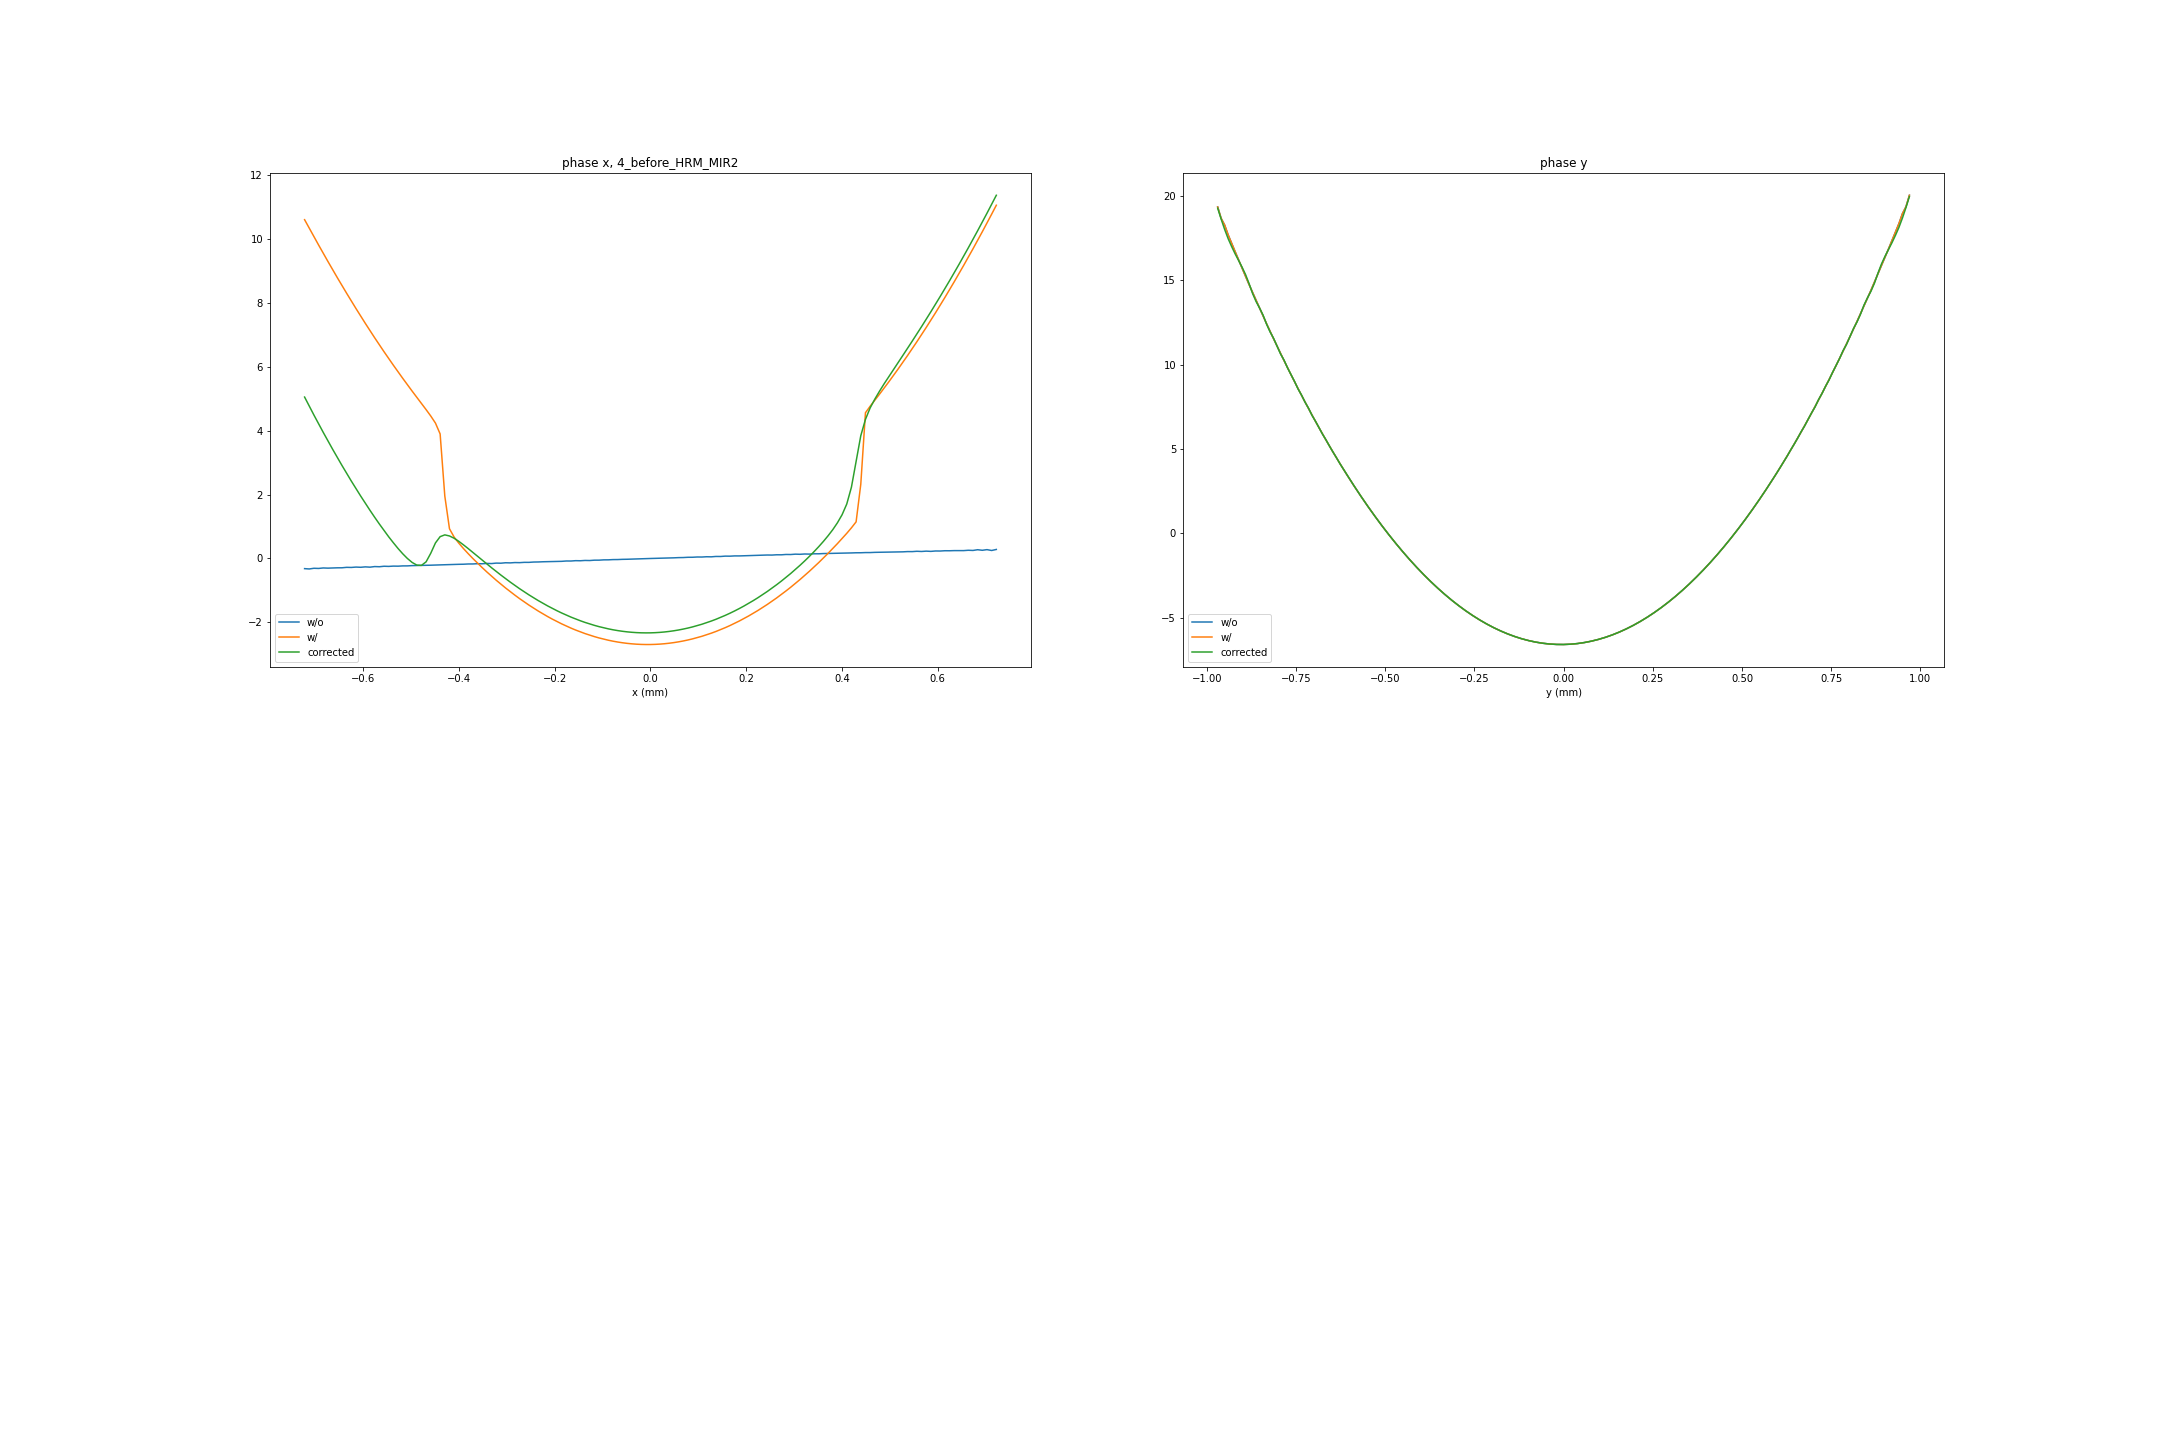 phase x, 4_before_HRM_MIR2
12
10
8
6
4
2
0
−2
−0.6 −0.4 −0.2 0.0 0.2 0.4 0.6
x (mm)
w/o
w/
corrected
phase y
20
15
10
5
0
−5
−1.00 −0.75 −0.50 −0.25 0.00 0.25 0.50 0.75 1.00
y (mm)
w/o
w/
corrected